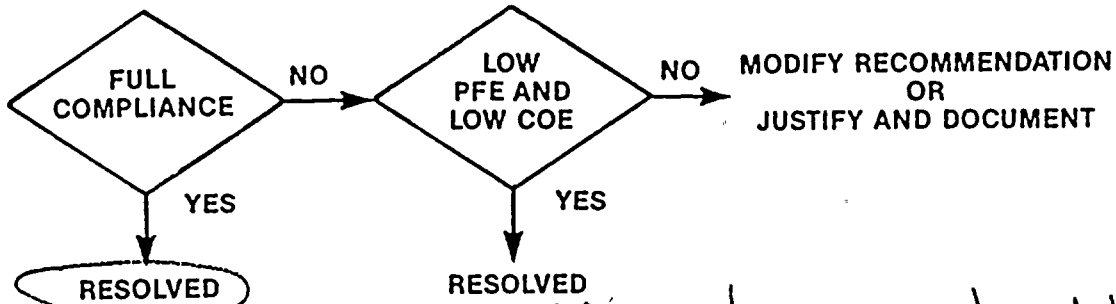 FULL
COMPLIANCE
NO
LOW
PFE AND
LOW COE
NO
MODIFY RECOMMENDATION
OR
JUSTIFY AND DOCUMENT
YES
YES
RESOLVED
RESOLVED